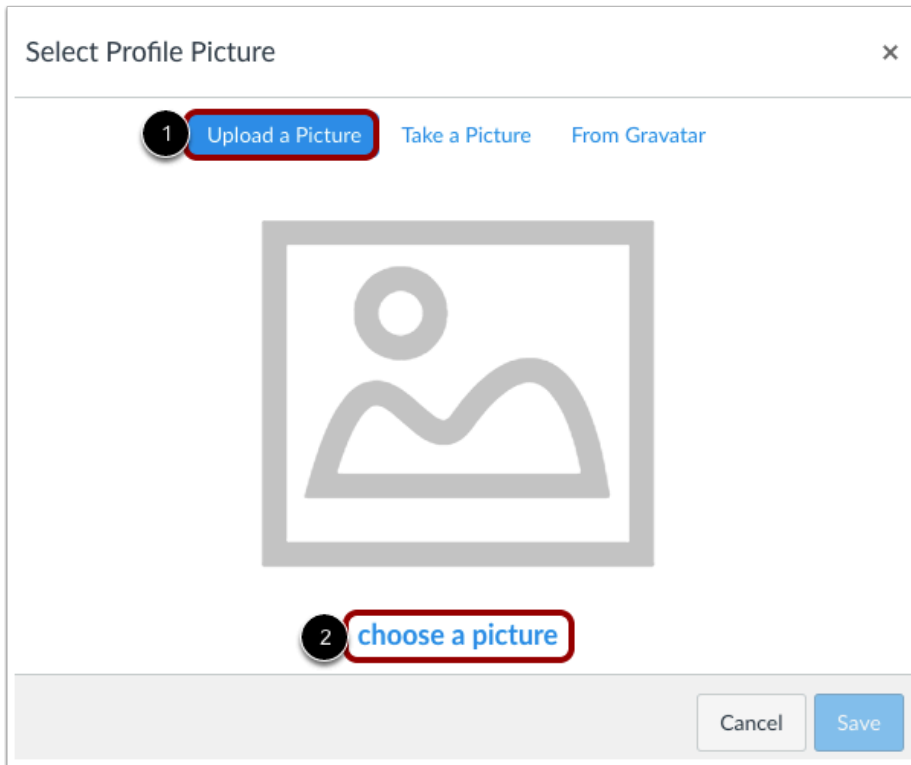 Select Profile Picture ×
1 Upload a Picture Take a Picture From Gravatar
2 choose a picture
Cancel Save